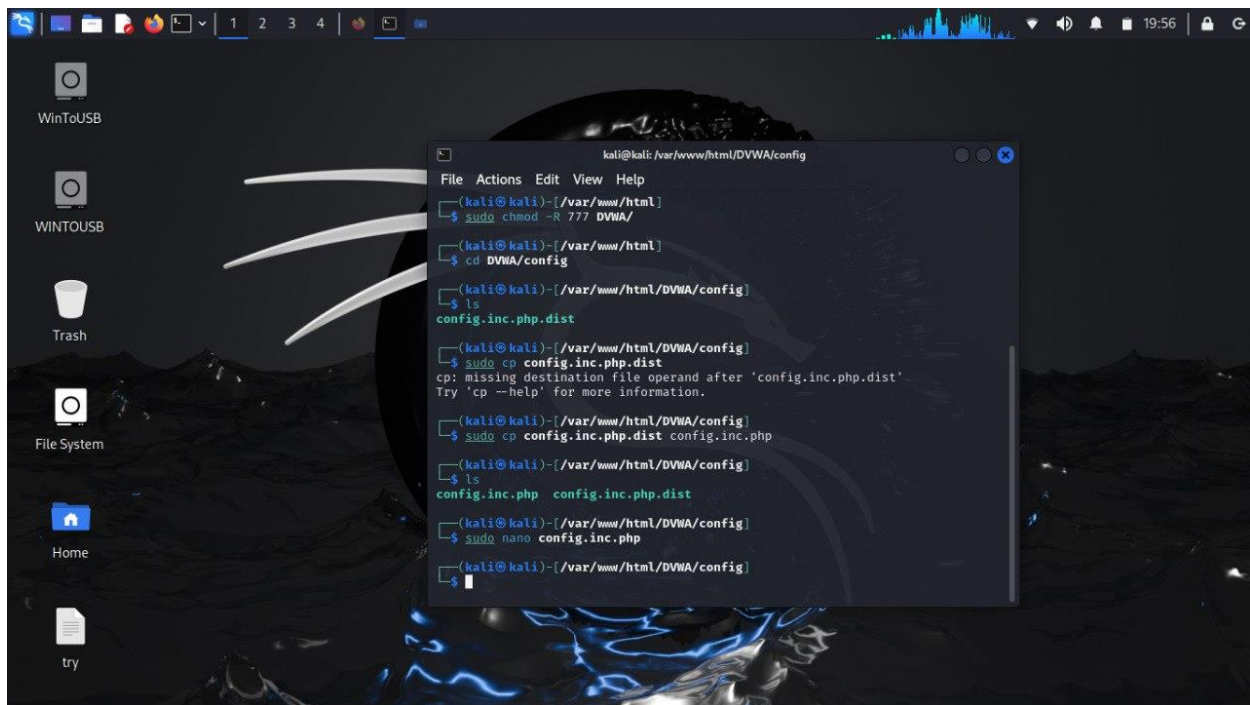 1 2 3 4 19:56
WinToUSB
WINTOUSB
Trash
File System
Home
try
kali@kali: /var/www/html/DVWA/config
File Actions Edit View Help
┌──(kali㉿kali)-[/var/www/html]
└─$ sudo chmod -R 777 DVWA/
┌──(kali㉿kali)-[/var/www/html]
└─$ cd DVWA/config
┌──(kali㉿kali)-[/var/www/html/DVWA/config]
└─$ ls
config.inc.php.dist
┌──(kali㉿kali)-[/var/www/html/DVWA/config]
└─$ sudo cp config.inc.php.dist
cp: missing destination file operand after 'config.inc.php.dist'
Try 'cp --help' for more information.
┌──(kali㉿kali)-[/var/www/html/DVWA/config]
└─$ sudo cp config.inc.php.dist config.inc.php
┌──(kali㉿kali)-[/var/www/html/DVWA/config]
└─$ ls
config.inc.php config.inc.php.dist
┌──(kali㉿kali)-[/var/www/html/DVWA/config]
└─$ sudo nano config.inc.php
┌──(kali㉿kali)-[/var/www/html/DVWA/config]
└─$